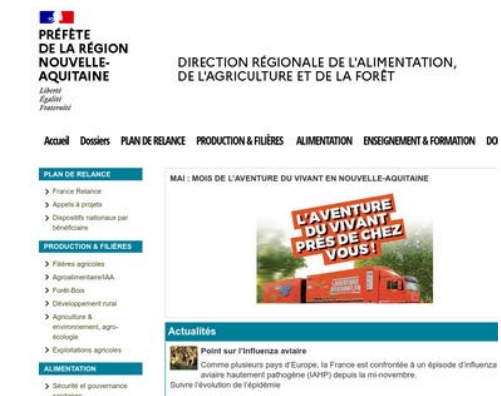 PRÉFÈTE
DE LA RÉGION
NOUVELLE-
AQUITAINE
Liberté
Égalité
Fraternité
DIRECTION RÉGIONALE DE L'ALIMENTATION,
DE L'AGRICULTURE ET DE LA FORÊT
Accueil Dossiers PLAN DE RELANCE PRODUCTION & FILIÈRES ALIMENTATION ENSEIGNEMENT & FORMATION DO
PLAN DE RELANCE
France Relance
Appels à projets
Dispositifs nationaux par
bénéficiaire
PRODUCTION & FILIÈRES
Filières agricoles
Agroalimentaire/IAA
Forêt-Bois
Développement rural
Agriculture &
environnement, agro-
écologie
Exploitations agricoles
ALIMENTATION
Sécurité et gouvernance
sanitaires
MAI : MOIS DE L'AVENTURE DU VIVANT EN NOUVELLE-AQUITAINE
L'AVENTURE
DU VIVANT
PRÈS DE CHEZ
VOUS !
Actualités
Point sur l'Influenza aviaire
Comme plusieurs pays d'Europe, la France est confrontée à un épisode d'influenza
aviaire hautement pathogène (IAHP) depuis la mi-novembre.
Suivre l'évolution de l'épidémie